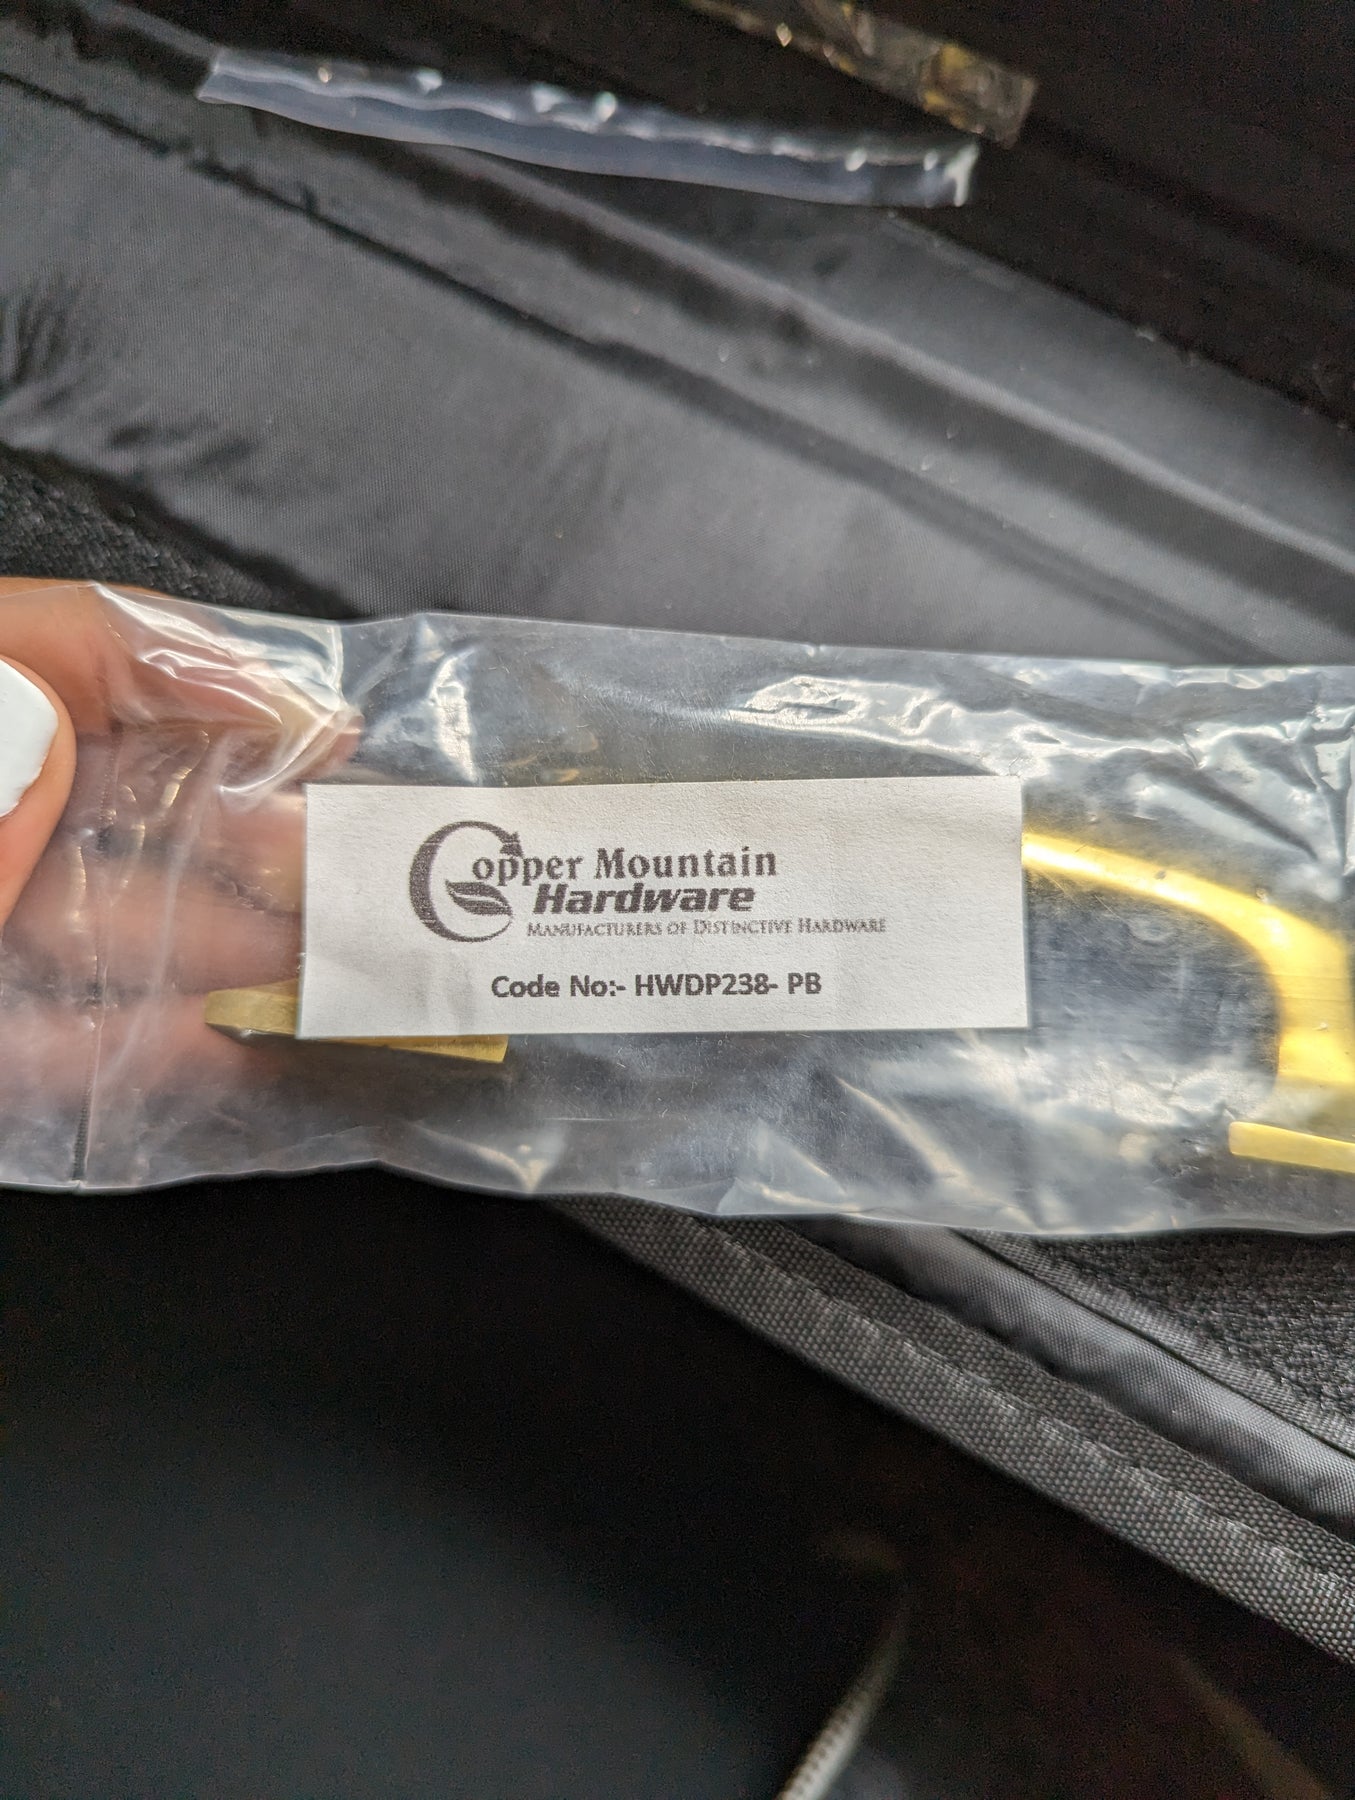 Copper Mountain
Hardware
MANUFACTURERS OF DISTINCTIVE HARDWARE
Code No:- HWDP238- PB